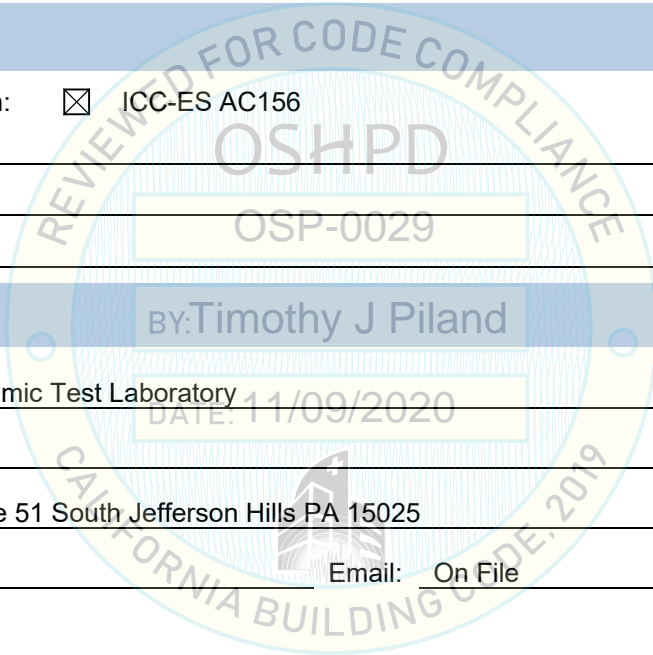 REVIEWED FOR CODE COMPLIANCE
: ☒ ICC-ES AC156
OSHPD
OSP-0029
BY:Timothy J Piland
mic Test Laboratory
DATE: 11/09/2020
e 51 South Jefferson Hills PA 15025
Email: On File
CALIFORNIA BUILDING CODE, 2019